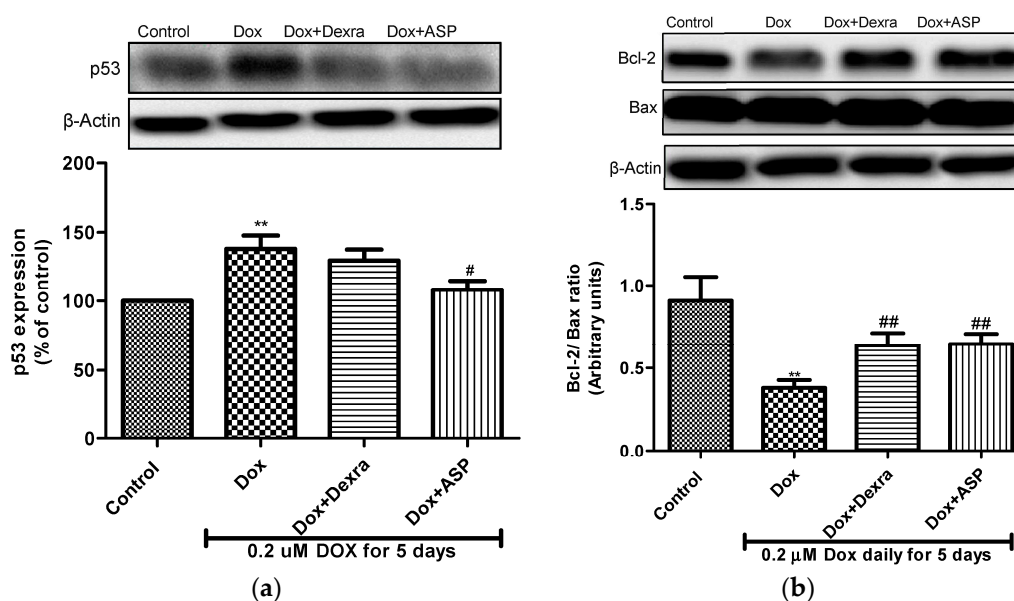 Control Dox Dox+Dexra Dox+ASP
p53
β-Actin
200
150
100
50
0
p53 expression
(% of control)
**
#
Control
Dox
Dox+Dexra
Dox+ASP
0.2 uM DOX for 5 days
(a)
Control Dox Dox+Dexra Dox+ASP
Bcl-2
Bax
β-Actin
1.5
1.0
0.5
0.0
Bcl-2/ Bax ratio
(Arbitrary units)
**
##
##
Control
Dox
Dox+Dexra
Dox+ASP
0.2 μM Dox daily for 5 days
(b)